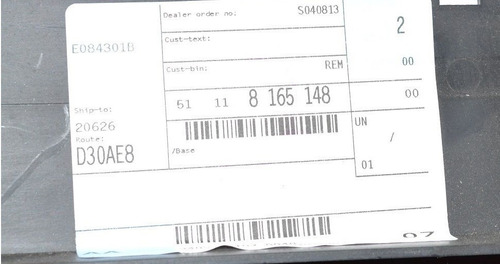 Dealer order no. S040813
2
E084301B
Cust-text:
Cust-bin: REM 00
51 11 8 165 148 00
Ship-to:
20626
Route:
D30AE8
/Base
UN
/
01
07